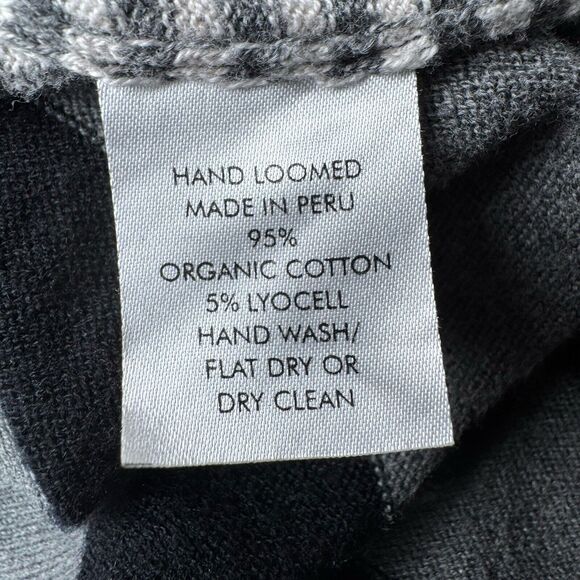 HAND LOOMED
MADE IN PERU
95%
ORGANIC COTTON
5% LYOCELL
HAND WASH/
FLAT DRY OR
DRY CLEAN